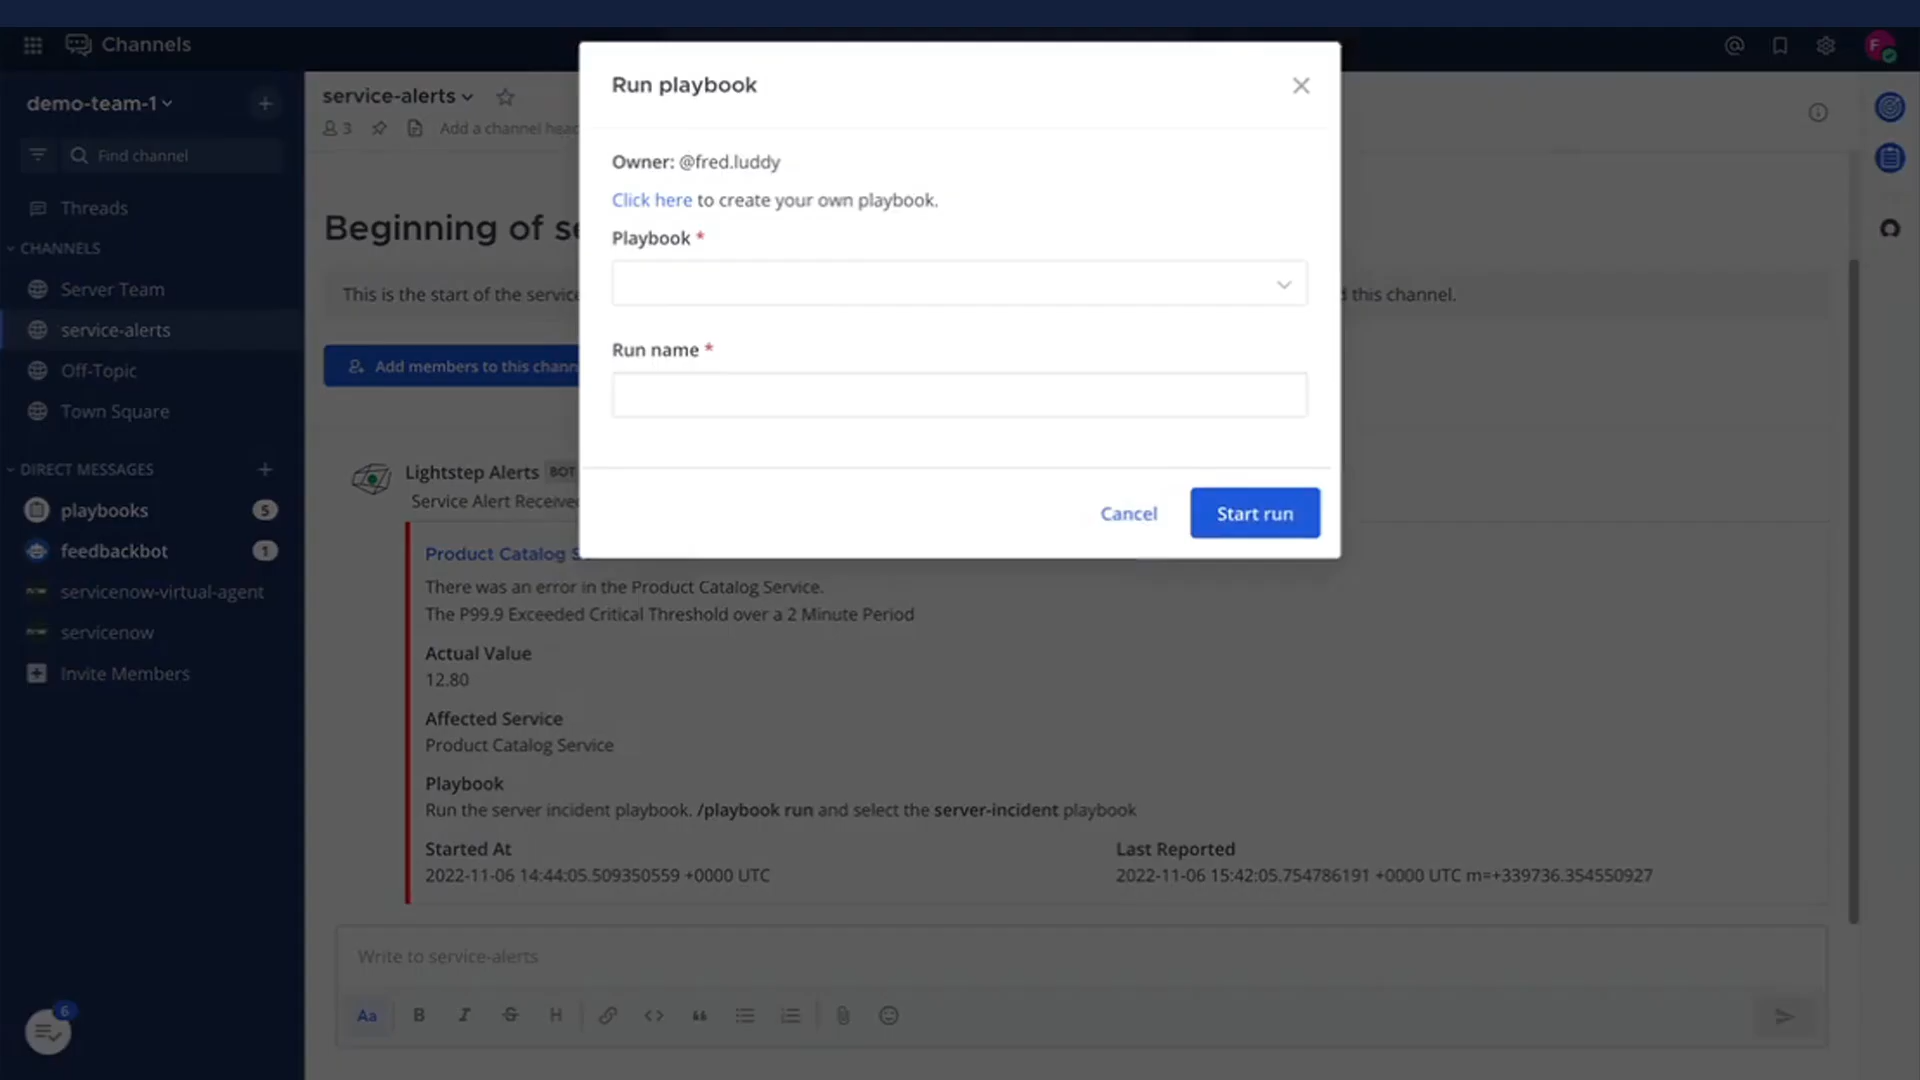 Channels
F
demo-team-1
Find channel
Threads
CHANNELS
Server Team
service-alerts
Off-Topic
Town Square
DIRECT MESSAGES
playbooks 5
feedbackbot 1
servicenow-virtual-agent
servicenow
Invite Members
6
service-alerts
3 Add a channel
Beginning of
This is the start of the
this channel.
Add members to this
Run playbook
Owner: @fred.luddy
Click here to create your own playbook.
Playbook *
Run name *
Cancel Start run
Lightstep Alerts BOT
Service Alert Received
Product Catalog
There was an error in the Product Catalog Service.
The P99.9 Exceeded Critical Threshold over a 2 Minute Period
Actual Value
12.80
Affected Service
Product Catalog Service
Playbook
Run the server incident playbook. /playbook run and select the server-incident playbook
Started At Last Reported
2022-11-06 14:44:05.509350559 +0000 UTC 2022-11-06 15:42:05.754786191 +0000 UTC m=+339736.354550927
Write to service-alerts
Aa B I S H